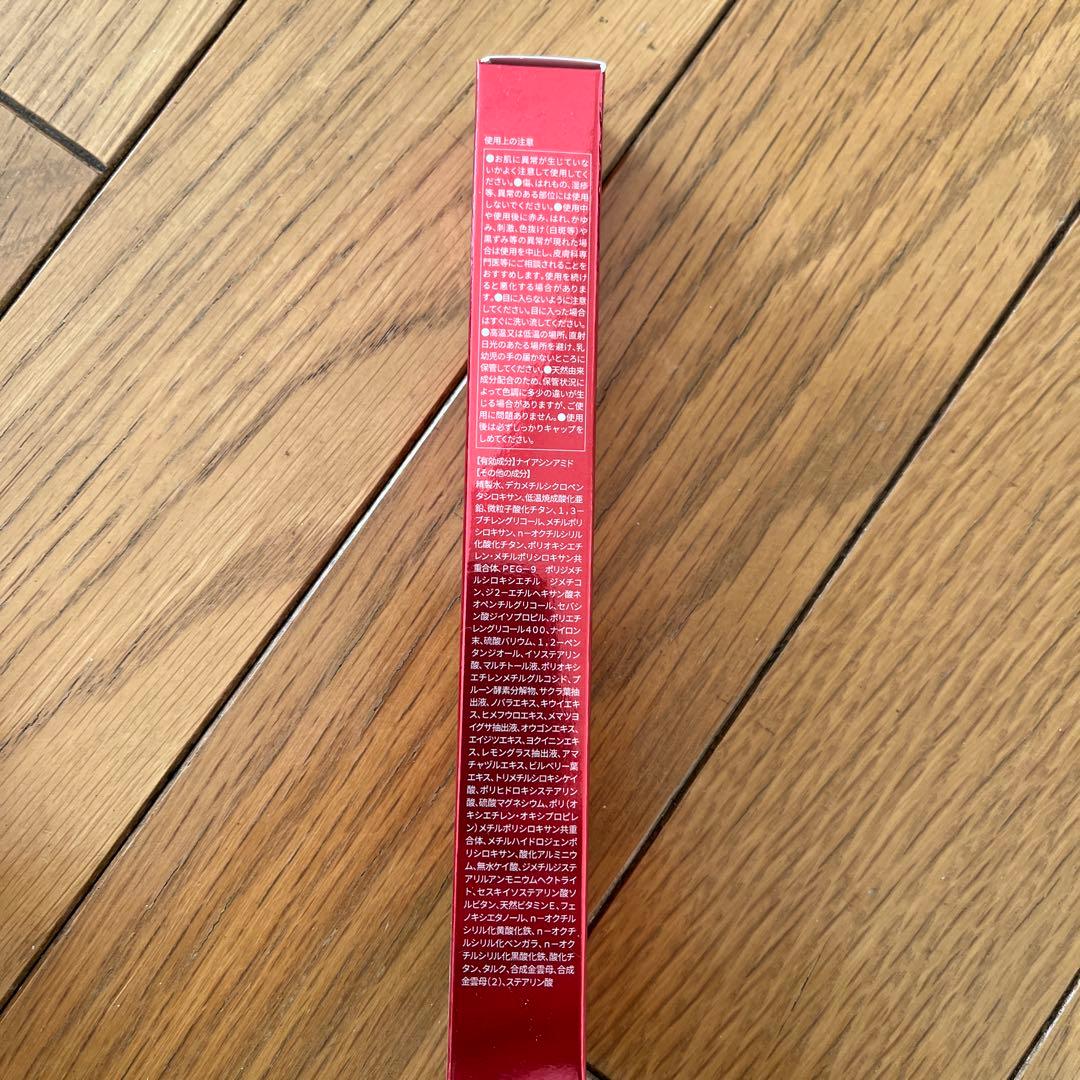 使用上の注意
●お肌に異常が生じていな
いかよく注意して使用してく
ださい。●傷、はれもの、湿疹
等、異常のある部位には使用
しないでください。●使用中
や使用後に赤み、はれ、かゆ
み、刺激、色抜け(白斑等)や
黒ずみ等の異常が現れた場
合は使用を中止し、皮膚科専
門医等にご相談されることを
おすすめします。使用を続け
ると悪化する場合がありま
す。●目に入らないように注意
してください。目に入った場合
はすぐに洗い流してください。
●高温又は低温の場所、直射
日光のあたる場所を避け、乳
幼児の手の届かないところに
保管してください。●天然由来
成分配合のため、保管状況に
よって色調に多少の違いが生
じる場合がありますが、ご使
用に問題ありません。●使用
後は必ずしっかりキャップを
しめてください。
【有効成分】ナイアシンアミド
【その他の成分】
精製水、デカメチルシクロペン
タシロキサン、低温焼成酸化亜
鉛、微粒子酸化チタン、1,3-
ブチレングリコール、メチルポリ
シロキサン、n-オクチルシリル
化酸化チタン、ポリオキシエチ
レン・メチルポリシロキサン共
重合体、PEG-9 ポリジメチ
ルシロキシエチル ジメチコ
ン、ジ2-エチルヘキサン酸ネ
オペンチルグリコール、セバシ
ン酸ジイソプロピル、ポリエチ
レングリコール400、ナイロン
末、硫酸バリウム、1,2-ペン
タンジオール、イソステアリン
酸、マルチトール液、ポリオキシ
エチレンメチルグルコシド、プ
ルーン酵素分解物、サクラ葉抽
出液、ノバラエキス、キウイエキ
ス、ヒメフウロエキス、メマツヨ
イグサ抽出液、オウゴンエキス、
エイジツエキス、ヨクイニンエキ
ス、レモングラス抽出液、アマ
チャヅルエキス、ビルベリー葉
エキス、トリメチルシロキシケイ
酸、ポリヒドロキシステアリン
酸、硫酸マグネシウム、ポリ(オ
キシエチレン・オキシプロピレ
ン)メチルポリシロキサン共重
合体、メチルハイドロジェンポ
リシロキサン、酸化アルミニウ
ム、無水ケイ酸、ジメチルジステ
アリルアンモニウムヘクトライ
ト、セスキイソステアリン酸ソ
ルビタン、天然ビタミンE、フェ
ノキシエタノール、n-オクチル
シリル化黄酸化鉄、n-オクチ
ルシリル化ベンガラ、n-オク
チルシリル化黒酸化鉄、酸化チ
タン、タルク、合成金雲母、合成
金雲母(2)、ステアリン酸